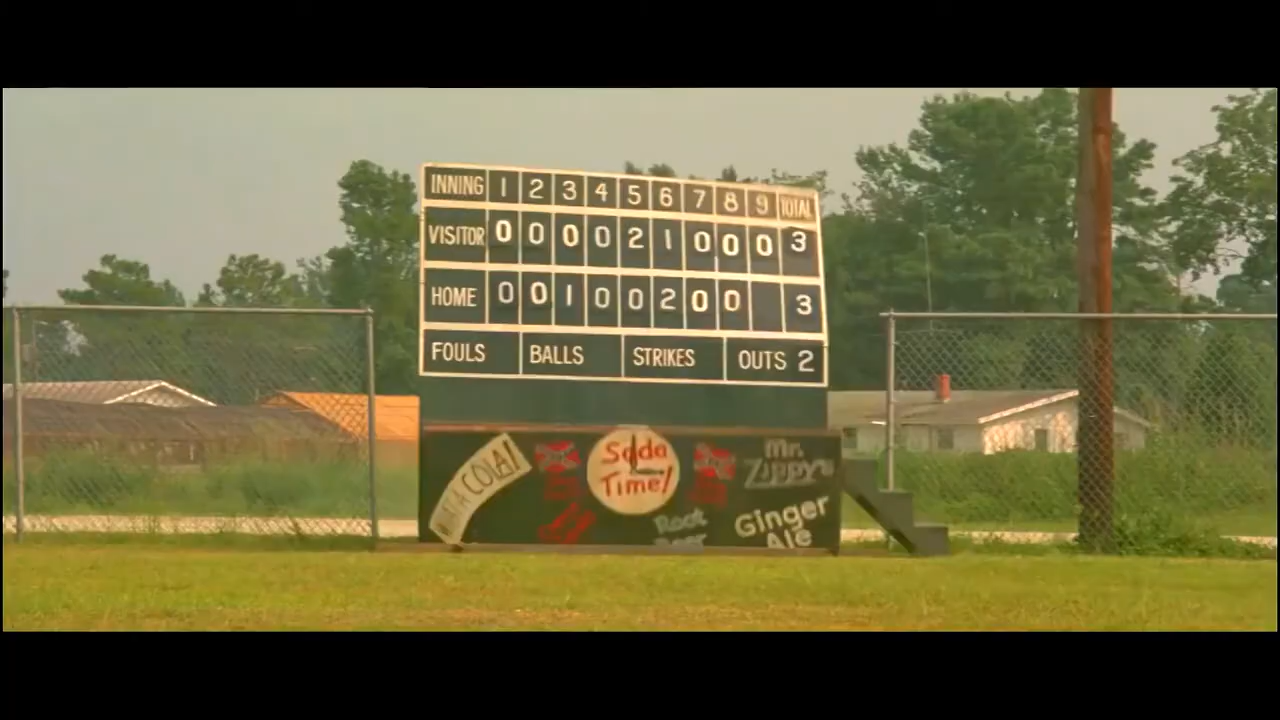 INNING 1 2 3 4 5 6 7 8 9 TOTAL
VISITOR 0 0 0 0 2 1 0 0 0 3
HOME 0 0 1 0 0 2 0 0 3
FOULS BALLS STRIKES OUTS 2
COLA!
Soda
Time!
Mr.
ZIPPY'S
Root
Beer
Ginger
Ale